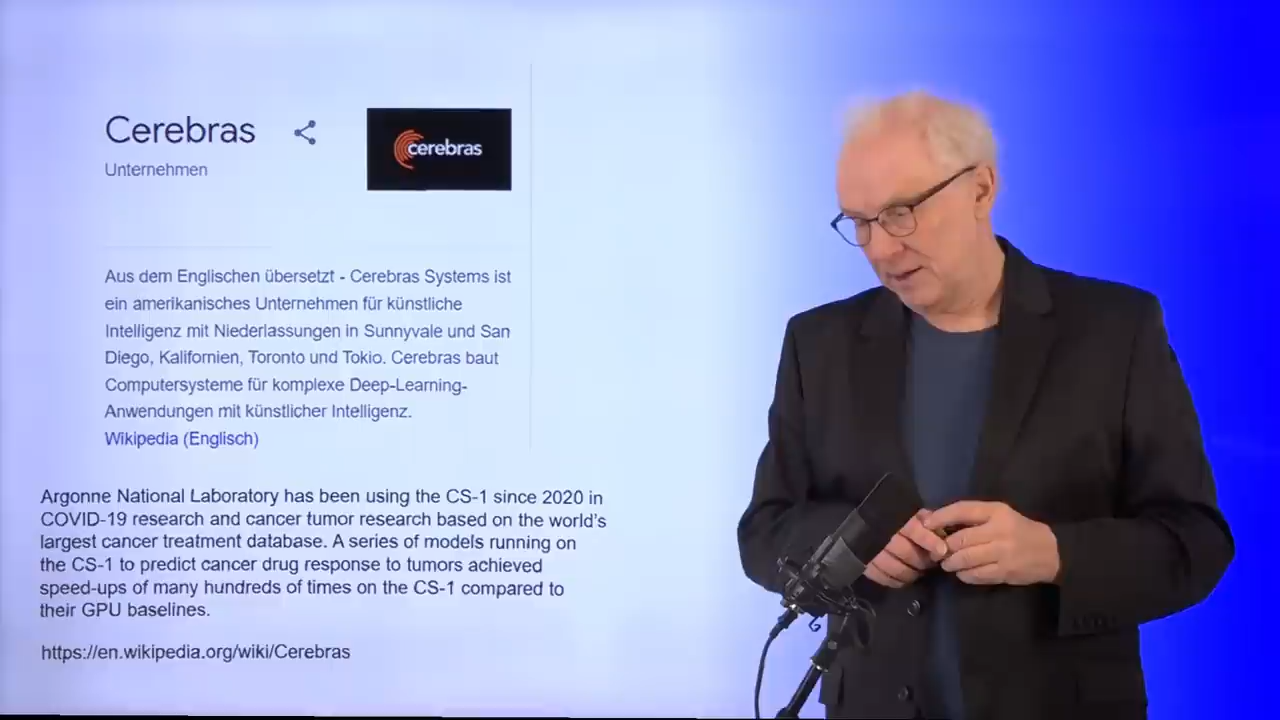 Cerebras
cerebras
Unternehmen
Aus dem Englischen übersetzt - Cerebras Systems ist
ein amerikanisches Unternehmen für künstliche
Intelligenz mit Niederlassungen in Sunnyvale und San
Diego, Kalifornien, Toronto und Tokio. Cerebras baut
Computersysteme für komplexe Deep-Learning-
Anwendungen mit künstlicher Intelligenz.
Wikipedia (Englisch)
Argonne National Laboratory has been using the CS-1 since 2020 in
COVID-19 research and cancer tumor research based on the world's
largest cancer treatment database. A series of models running on
the CS-1 to predict cancer drug response to tumors achieved
speed-ups of many hundreds of times on the CS-1 compared to
their GPU baselines.
https://en.wikipedia.org/wiki/Cerebras